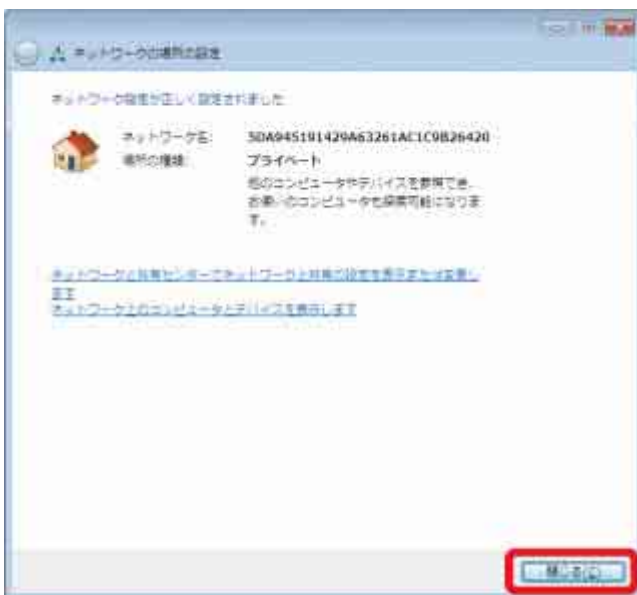 ネットワークの場所の設定
ネットワーク設定が正しく設定されました
ネットワーク名:
5DA945191429A63261AC1C9B26420
場所の種類:
プライベート
他のコンピュータやデバイスを参照でき、
お使いのコンピュータも探索可能になりま
す。
ネットワークと共有センターでネットワークと共有の設定を表示または変更し
ます
ネットワーク上のコンピュータとデバイスを表示します
閉じる(C)